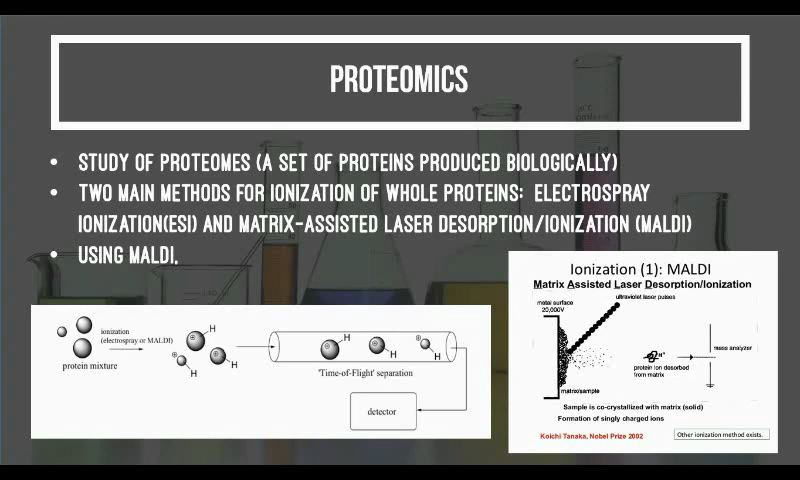 PROTEOMICS
• STUDY OF PROTEOMES (A SET OF PROTEINS PRODUCED BIOLOGICALLY)
• TWO MAIN METHODS FOR IONIZATION OF WHOLE PROTEINS: ELECTROSPRAY
IONIZATION(ESI) AND MATRIX-ASSISTED LASER DESORPTION/IONIZATION (MALDI)
• USING MALDI,
ionization
(electrospray or MALDI)
protein mixture
H
H
H
H
H
H
'Time-of-Flight' separation
detector
Ionization (1): MALDI
Matrix Assisted Laser Desorption/Ionization
metal surface
20,000V
ultraviolet laser pulses
mass analyzer
protein ion desorbed
from matrix
matrix/sample
Sample is co-crystallized with matrix (solid)
Formation of singly charged ions
Koichi Tanaka, Nobel Prize 2002
Other ionization method exists.